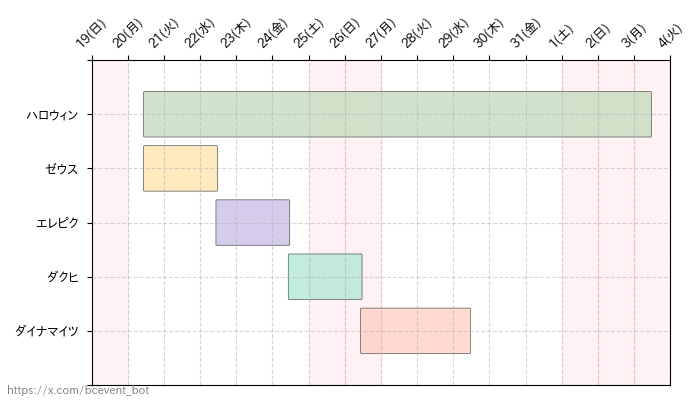 19(日) 20(月) 21(火) 22(水) 23(木) 24(金) 25(土) 26(日) 27(月) 28(火) 29(水) 30(木) 31(金) 1(土) 2(日) 3(月) 4(火)
ハロウィン
ゼウス
エレピク
ダクヒ
ダイナマイツ
https://x.com/bcevent_bot